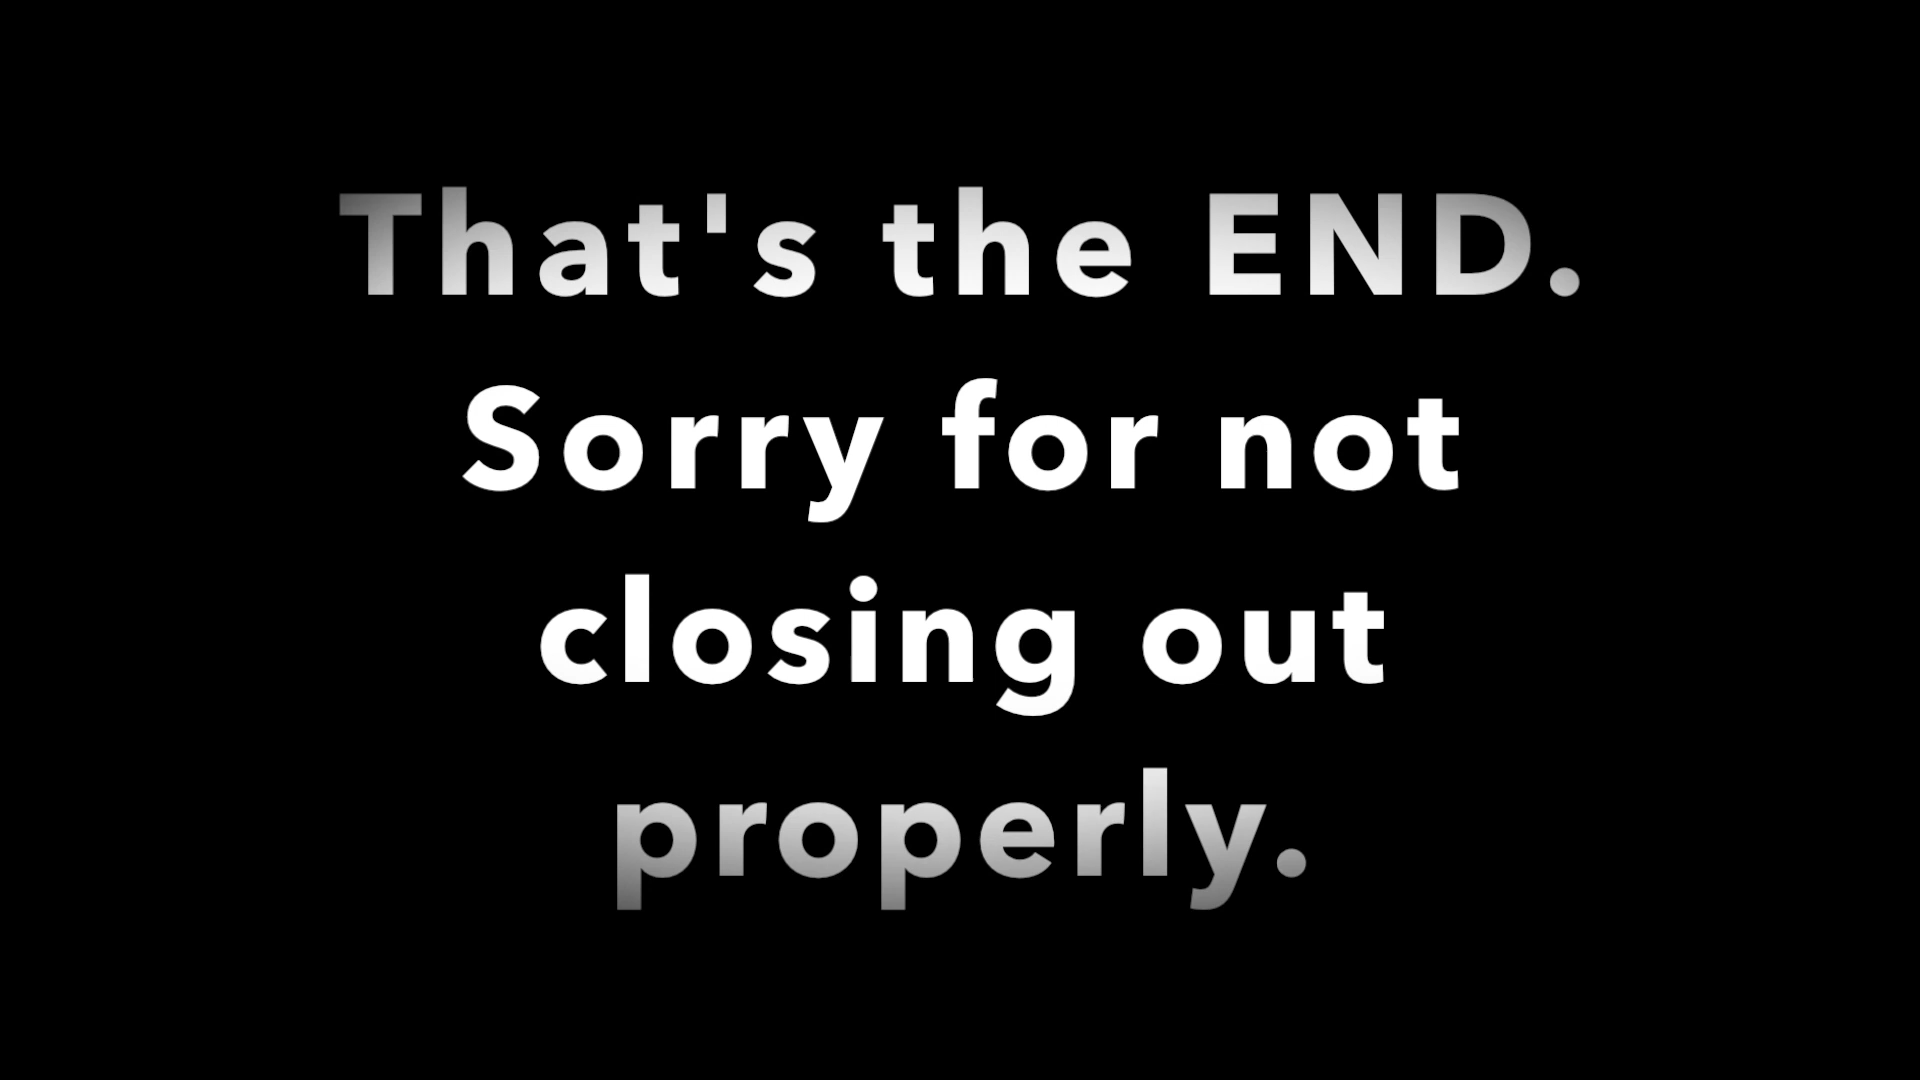 That's the END.
Sorry for not
closing out
properly.